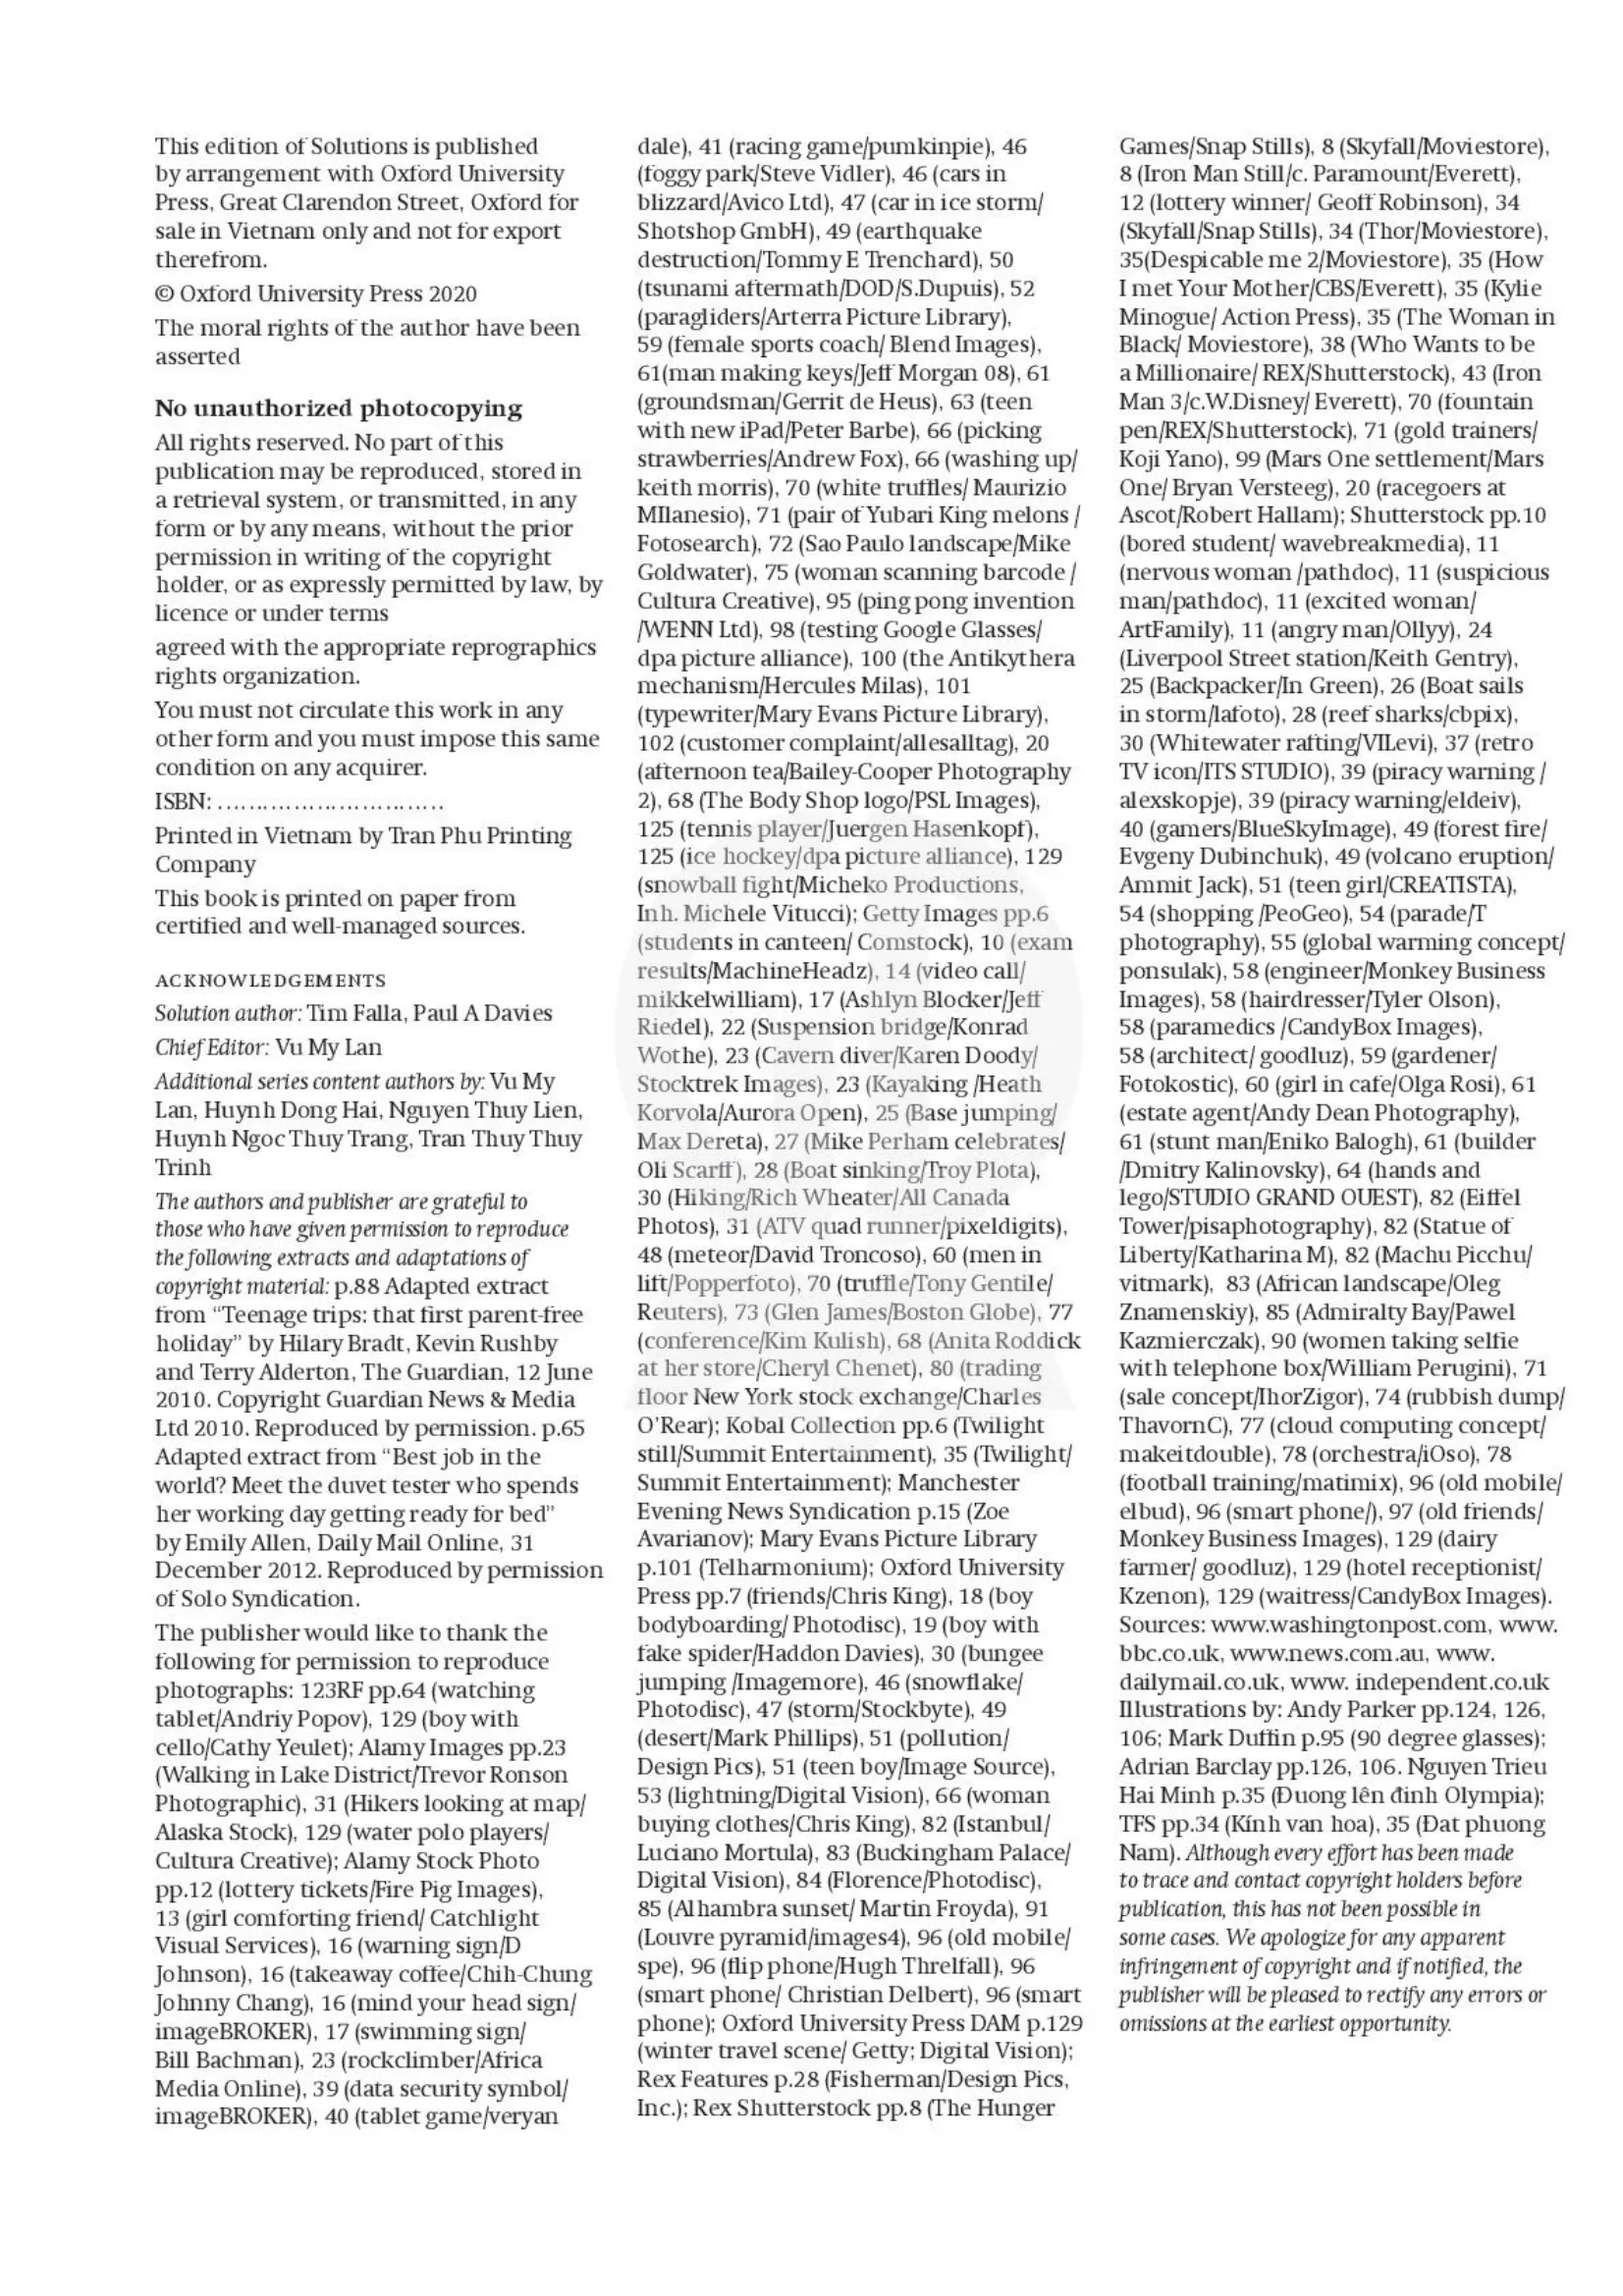 This edition of Solutions is published
by arrangement with Oxford University
Press, Great Clarendon Street, Oxford for
sale in Vietnam only and not for export
therefrom.
© Oxford University Press 2020
The moral rights of the author have been
asserted
No unauthorized photocopying
All rights reserved. No part of this
publication may be reproduced, stored in
a retrieval system, or transmitted, in any
form or by any means, without the prior
permission in writing of the copyright
holder, or as expressly permitted by law, by
licence or under terms
agreed with the appropriate reprographics
rights organization.
You must not circulate this work in any
other form and you must impose this same
condition on any acquirer.
ISBN: ..............................
Printed in Vietnam by Tran Phu Printing
Company
This book is printed on paper from
certified and well-managed sources.
ACKNOWLEDGEMENTS
Solution author: Tim Falla, Paul A Davies
Chief Editor: Vu My Lan
Additional series content authors by: Vu My
Lan, Huynh Dong Hai, Nguyen Thuy Lien,
Huynh Ngoc Thuy Trang, Tran Thuy Thuy
Trinh
The authors and publisher are grateful to
those who have given permission to reproduce
the following extracts and adaptations of
copyright material: p.88 Adapted extract
from “Teenage trips: that first parent-free
holiday” by Hilary Bradt, Kevin Rushby
and Terry Alderton, The Guardian, 12 June
2010. Copyright Guardian News & Media
Ltd 2010. Reproduced by permission. p.65
Adapted extract from “Best job in the
world? Meet the duvet tester who spends
her working day getting ready for bed”
by Emily Allen, Daily Mail Online, 31
December 2012. Reproduced by permission
of Solo Syndication.
The publisher would like to thank the
following for permission to reproduce
photographs: 123RF pp.64 (watching
tablet/Andriy Popov), 129 (boy with
cello/Cathy Yeulet); Alamy Images pp.23
(Walking in Lake District/Trevor Ronson
Photographic), 31 (Hikers looking at map/
Alaska Stock), 129 (water polo players/
Cultura Creative); Alamy Stock Photo
pp.12 (lottery tickets/Fire Pig Images),
13 (girl comforting friend/ Catchlight
Visual Services), 16 (warning sign/D
Johnson), 16 (takeaway coffee/Chih-Chung
Johnny Chang), 16 (mind your head sign/
imageBROKER), 17 (swimming sign/
Bill Bachman), 23 (rockclimber/Africa
Media Online), 39 (data security symbol/
imageBROKER), 40 (tablet game/veryan
dale), 41 (racing game/pumkinpie), 46
(foggy park/Steve Vidler), 46 (cars in
blizzard/Avico Ltd), 47 (car in ice storm/
Shotshop GmbH), 49 (earthquake
destruction/Tommy E Trenchard), 50
(tsunami aftermath/DOD/S.Dupuis), 52
(paragliders/Arterra Picture Library),
59 (female sports coach/ Blend Images),
61(man making keys/Jeff Morgan 08), 61
(groundsman/Gerrit de Heus), 63 (teen
with new iPad/Peter Barbe), 66 (picking
strawberries/Andrew Fox), 66 (washing up/
keith morris), 70 (white truffles/ Maurizio
MIlanesio), 71 (pair of Yubari King melons /
Fotosearch), 72 (Sao Paulo landscape/Mike
Goldwater), 75 (woman scanning barcode /
Cultura Creative), 95 (ping pong invention
/WENN Ltd), 98 (testing Google Glasses/
dpa picture alliance), 100 (the Antikythera
mechanism/Hercules Milas), 101
(typewriter/Mary Evans Picture Library),
102 (customer complaint/allesalltag), 20
(afternoon tea/Bailey-Cooper Photography
2), 68 (The Body Shop logo/PSL Images),
125 (tennis player/Juergen Hasenkopf),
125 (ice hockey/dpa picture alliance), 129
(snowball fight/Micheko Productions,
Inh. Michele Vitucci); Getty Images pp.6
(students in canteen/ Comstock), 10 (exam
results/MachineHeadz), 14 (video call/
mikkelwilliam), 17 (Ashlyn Blocker/Jeff
Riedel), 22 (Suspension bridge/Konrad
Wothe), 23 (Cavern diver/Karen Doody/
Stocktrek Images), 23 (Kayaking /Heath
Korvola/Aurora Open), 25 (Base jumping/
Max Dereta), 27 (Mike Perham celebrates/
Oli Scarff), 28 (Boat sinking/Troy Plota),
30 (Hiking/Rich Wheater/All Canada
Photos), 31 (ATV quad runner/pixeldigits),
48 (meteor/David Troncoso), 60 (men in
lift/Popperfoto), 70 (truffle/Tony Gentile/
Reuters), 73 (Glen James/Boston Globe), 77
(conference/Kim Kulish), 68 (Anita Roddick
at her store/Cheryl Chenet), 80 (trading
floor New York stock exchange/Charles
O’Rear); Kobal Collection pp.6 (Twilight
still/Summit Entertainment), 35 (Twilight/
Summit Entertainment); Manchester
Evening News Syndication p.15 (Zoe
Avarianov); Mary Evans Picture Library
p.101 (Telharmonium); Oxford University
Press pp.7 (friends/Chris King), 18 (boy
bodyboarding/ Photodisc), 19 (boy with
fake spider/Haddon Davies), 30 (bungee
jumping /Imagemore), 46 (snowflake/
Photodisc), 47 (storm/Stockbyte), 49
(desert/Mark Phillips), 51 (pollution/
Design Pics), 51 (teen boy/Image Source),
53 (lightning/Digital Vision), 66 (woman
buying clothes/Chris King), 82 (Istanbul/
Luciano Mortula), 83 (Buckingham Palace/
Digital Vision), 84 (Florence/Photodisc),
85 (Alhambra sunset/ Martin Froyda), 91
(Louvre pyramid/images4), 96 (old mobile/
spe), 96 (flip phone/Hugh Threlfall), 96
(smart phone/ Christian Delbert), 96 (smart
phone); Oxford University Press DAM p.129
(winter travel scene/ Getty; Digital Vision);
Rex Features p.28 (Fisherman/Design Pics,
Inc.); Rex Shutterstock pp.8 (The Hunger
Games/Snap Stills), 8 (Skyfall/Moviestore),
8 (Iron Man Still/c. Paramount/Everett),
12 (lottery winner/ Geoff Robinson), 34
(Skyfall/Snap Stills), 34 (Thor/Moviestore),
35(Despicable me 2/Moviestore), 35 (How
I met Your Mother/CBS/Everett), 35 (Kylie
Minogue/ Action Press), 35 (The Woman in
Black/ Moviestore), 38 (Who Wants to be
a Millionaire/ REX/Shutterstock), 43 (Iron
Man 3/c.W.Disney/ Everett), 70 (fountain
pen/REX/Shutterstock), 71 (gold trainers/
Koji Yano), 99 (Mars One settlement/Mars
One/ Bryan Versteeg), 20 (racegoers at
Ascot/Robert Hallam); Shutterstock pp.10
(bored student/ wavebreakmedia), 11
(nervous woman /pathdoc), 11 (suspicious
man/pathdoc), 11 (excited woman/
ArtFamily), 11 (angry man/Ollyy), 24
(Liverpool Street station/Keith Gentry),
25 (Backpacker/In Green), 26 (Boat sails
in storm/lafoto), 28 (reef sharks/cbpix),
30 (Whitewater rafting/VILevi), 37 (retro
TV icon/ITS STUDIO), 39 (piracy warning /
alexskopje), 39 (piracy warning/eldeiv),
40 (gamers/BlueSkyImage), 49 (forest fire/
Evgeny Dubinchuk), 49 (volcano eruption/
Ammit Jack), 51 (teen girl/CREATISTA),
54 (shopping /PeoGeo), 54 (parade/T
photography), 55 (global warming concept/
ponsulak), 58 (engineer/Monkey Business
Images), 58 (hairdresser/Tyler Olson),
58 (paramedics /CandyBox Images),
58 (architect/ goodluz), 59 (gardener/
Fotokostic), 60 (girl in cafe/Olga Rosi), 61
(estate agent/Andy Dean Photography),
61 (stunt man/Eniko Balogh), 61 (builder
/Dmitry Kalinovsky), 64 (hands and
lego/STUDIO GRAND OUEST), 82 (Eiffel
Tower/pisaphotography), 82 (Statue of
Liberty/Katharina M), 82 (Machu Picchu/
vitmark), 83 (African landscape/Oleg
Znamenskiy), 85 (Admiralty Bay/Pawel
Kazmierczak), 90 (women taking selfie
with telephone box/William Perugini), 71
(sale concept/IhorZigor), 74 (rubbish dump/
ThavornC), 77 (cloud computing concept/
makeitdouble), 78 (orchestra/iOso), 78
(football training/matimix), 96 (old mobile/
elbud), 96 (smart phone/), 97 (old friends/
Monkey Business Images), 129 (dairy
farmer/ goodluz), 129 (hotel receptionist/
Kzenon), 129 (waitress/CandyBox Images).
Sources: www.washingtonpost.com, www.
bbc.co.uk, www.news.com.au, www.
dailymail.co.uk, www. independent.co.uk
Illustrations by: Andy Parker pp.124, 126,
106; Mark Duffin p.95 (90 degree glasses);
Adrian Barclay pp.126, 106. Nguyen Trieu
Hai Minh p.35 (Đuong lên đinh Olympia);
TFS pp.34 (Kính van hoa), 35 (Đat phuong
Nam). Although every effort has been made
to trace and contact copyright holders before
publication, this has not been possible in
some cases. We apologize for any apparent
infringement of copyright and if notified, the
publisher will be pleased to rectify any errors or
omissions at the earliest opportunity.